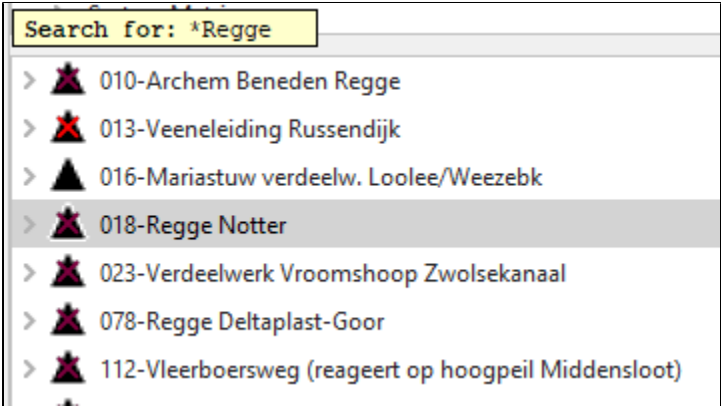 Search for: *Regge
010-Archem Beneden Regge
013-Veeneleiding Russendijk
016-Mariastuw verdeelw. Loolee/Weezebk
018-Regge Notter
023-Verdeelwerk Vroomshoop Zwolsekanaal
078-Regge Deltaplast-Goor
112-Vleerboersweg (reageert op hoogpeil Middensloot)